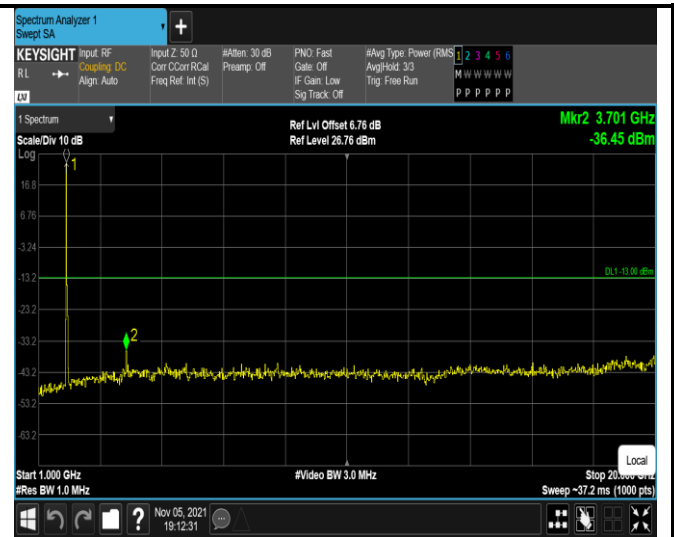 Spectrum Analyzer 1
Swept SA
KEYSIGHT
RL
LXI
Input: RF
Coupling: DC
Align: Auto
Input Z: 50 Ω
Corr CCorr RCal
Freq Ref: Int (S)
#Atten: 30 dB
Preamp: Off
PNO: Fast
Gate: Off
IF Gain: Low
Sig Track: Off
#Avg Type: Power (RMS
Avg|Hold: 3/3
Trig: Free Run
1 2 3 4 5 6
M W W W W W
P P P P P P
1 Spectrum
Scale/Div 10 dB
Log
Ref Lvl Offset 6.76 dB
Ref Level 26.76 dBm
Mkr2 3.701 GHz
-36.45 dBm
1
16.8
6.76
-3.24
-13.2
DL1 -13.00 dBm
-23.2
-33.2
2
-43.2
-53.2
-63.2
Local
Start 1.000 GHz
#Video BW 3.0 MHz
Stop 20.
#Res BW 1.0 MHz
Sweep ~37.2 ms (1000 pts)
?
Nov 05, 2021
19:12:31